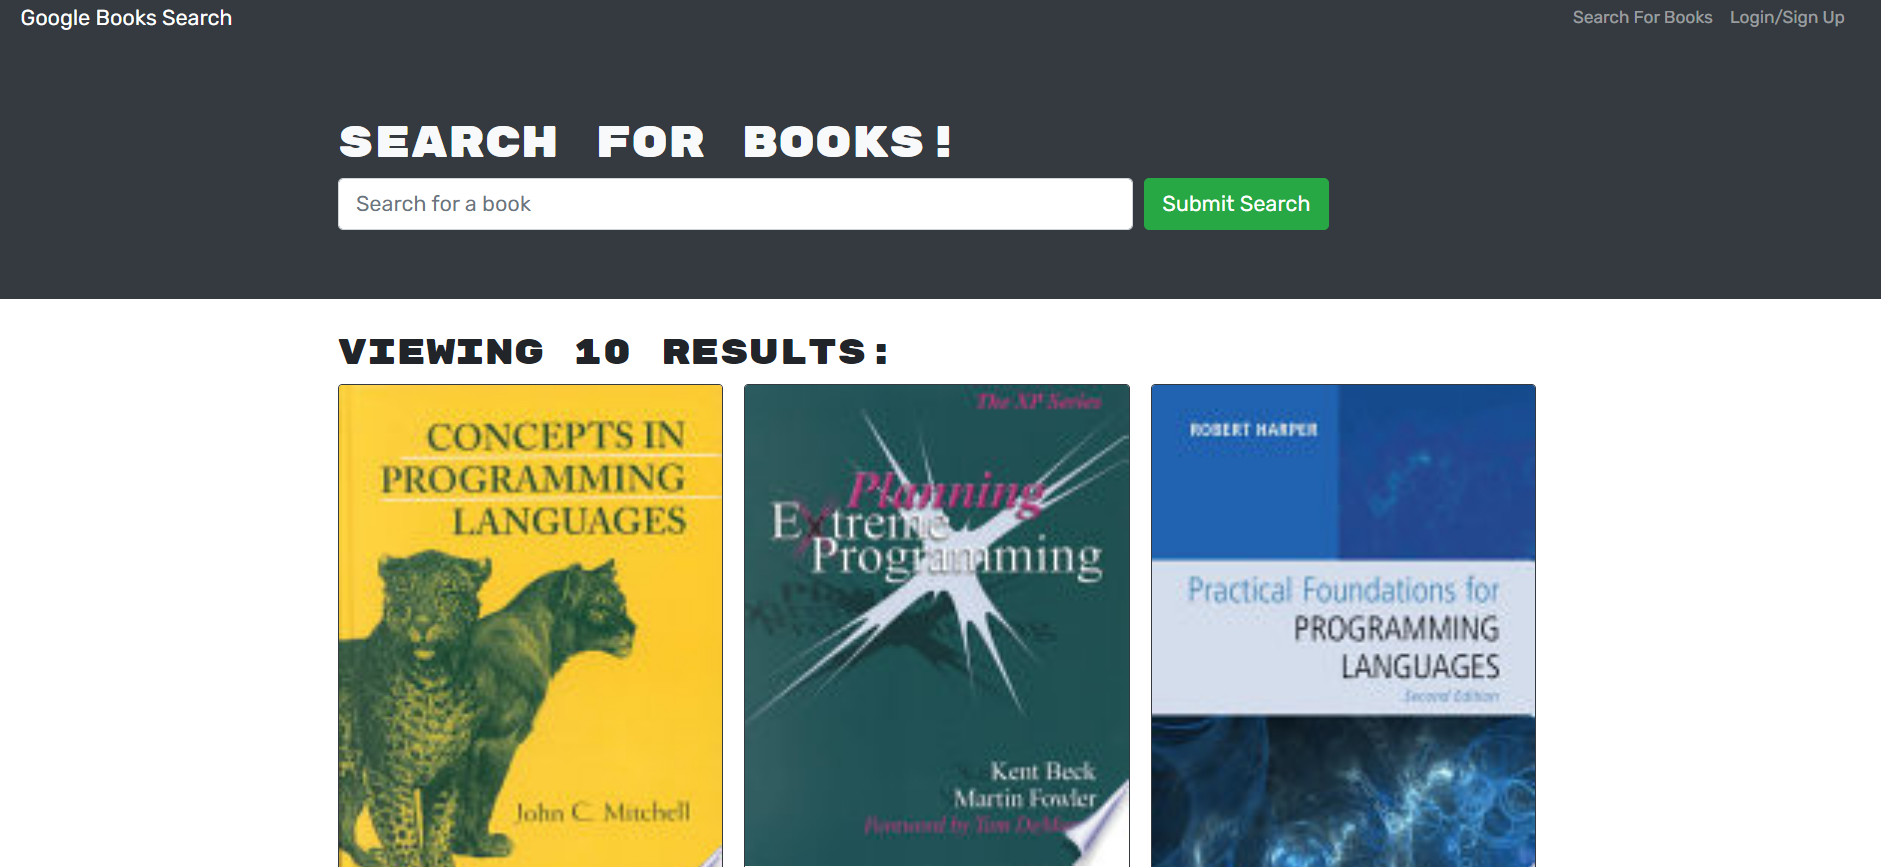 Google Books Search
Search For Books
Login/Sign Up
SEARCH FOR BOOKS!
Search for a book
Submit Search
VIEWING 10 RESULTS:
CONCEPTS IN
PROGRAMMING
LANGUAGES
John C. Mitchell
The XP Series
Planning
Extreme
Programming
Kent Beck
Martin Fowler
Foreword by Tom
ROBERT HARPER
Practical Foundations for
PROGRAMMING
LANGUAGES
Second Edition